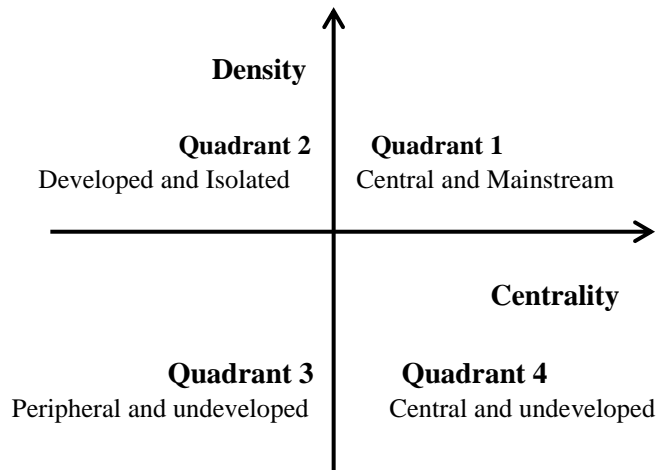 Density
Quadrant 2
Developed and Isolated
Quadrant 1
Central and Mainstream
Centrality
Quadrant 3
Peripheral and undeveloped
Quadrant 4
Central and undeveloped